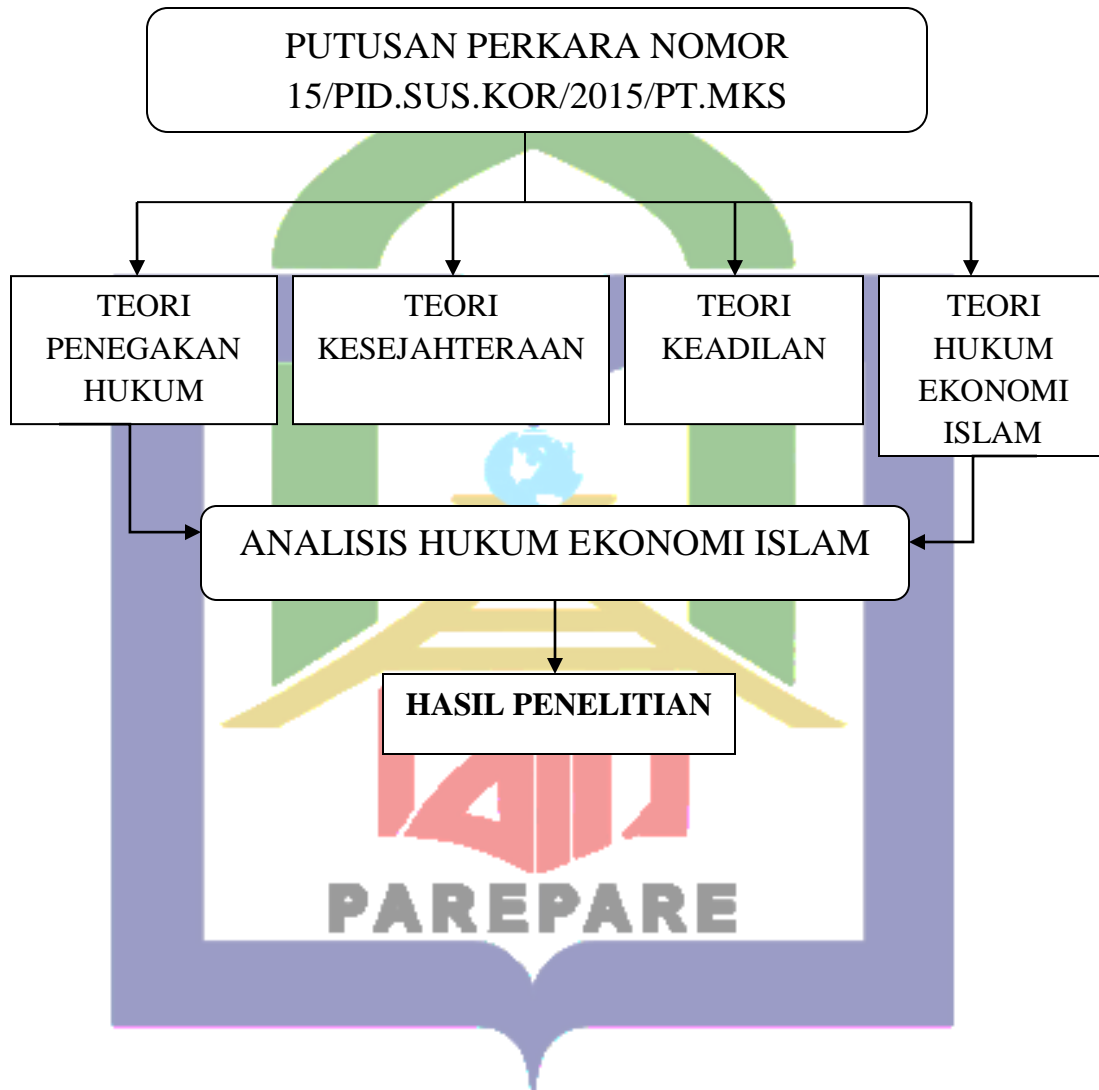 PUTUSAN PERKARA NOMOR
15/PID.SUS.KOR/2015/PT.MKS
TEORI
PENEGAKAN
HUKUM
TEORI
KESEJAHTERAAN
TEORI
KEADILAN
TEORI
HUKUM
EKONOMI
ISLAM
ANALISIS HUKUM EKONOMI ISLAM
HASIL PENELITIAN
IAIN
PAREPARE